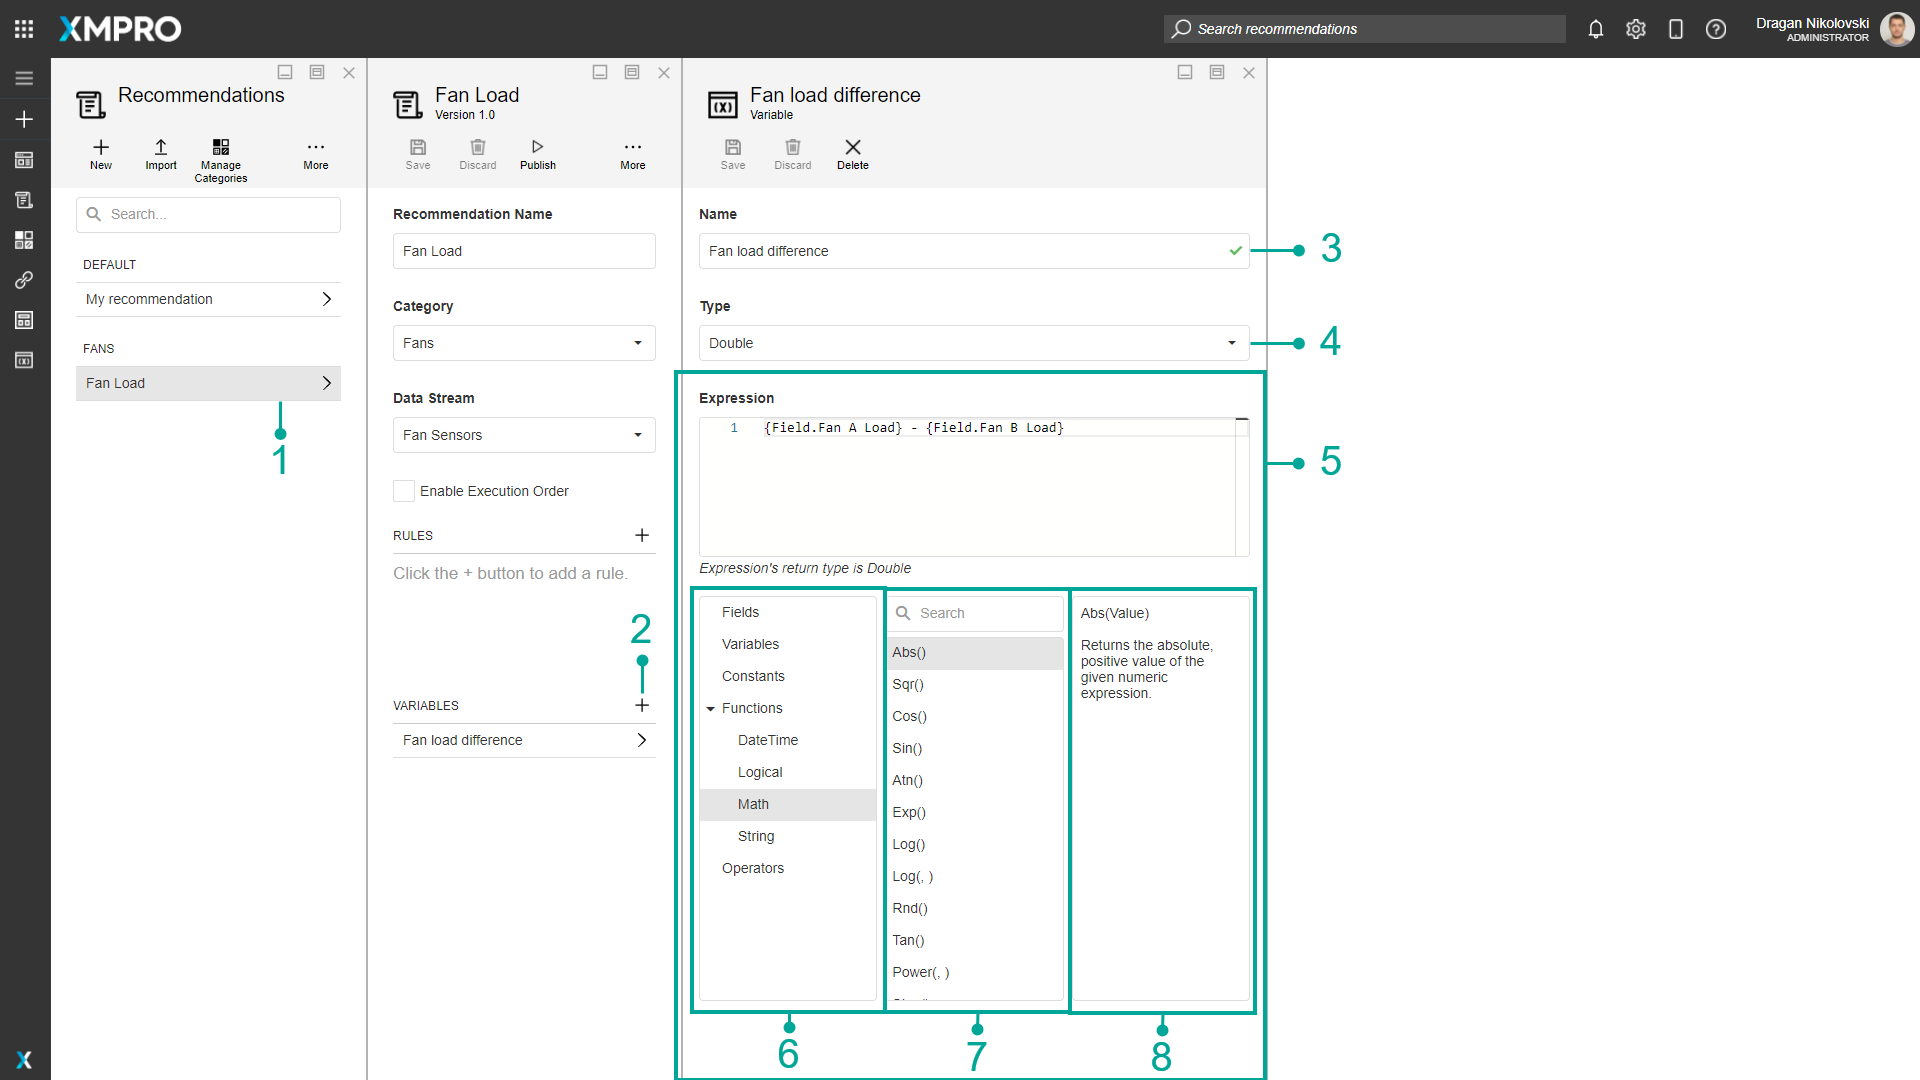 XMPRO
Search recommendations
Dragan Nikolovski
ADMINISTRATOR
Recommendations
New
Import
Manage
Categories
More
Search...
DEFAULT
My recommendation
FANS
Fan Load
1
Fan Load
Version 1.0
Save
Discard
Publish
More
Recommendation Name
Fan Load
Category
Fans
Data Stream
Fan Sensors
Enable Execution Order
RULES
Click the + button to add a rule.
2
VARIABLES
Fan load difference
Fan load difference
Variable
Save
Discard
Delete
Name
Fan load difference
3
Type
Double
4
Expression
1 {Field.Fan A Load} - {Field.Fan B Load}
5
Expression's return type is Double
Fields
Variables
Constants
Functions
DateTime
Logical
Math
String
Operators
6
Search
Abs()
Sqr()
Cos()
Sin()
Atn()
Exp()
Log()
Log(, )
Rnd()
Tan()
Power(, )
7
Abs(Value)
Returns the absolute,
positive value of the
given numeric
expression.
8